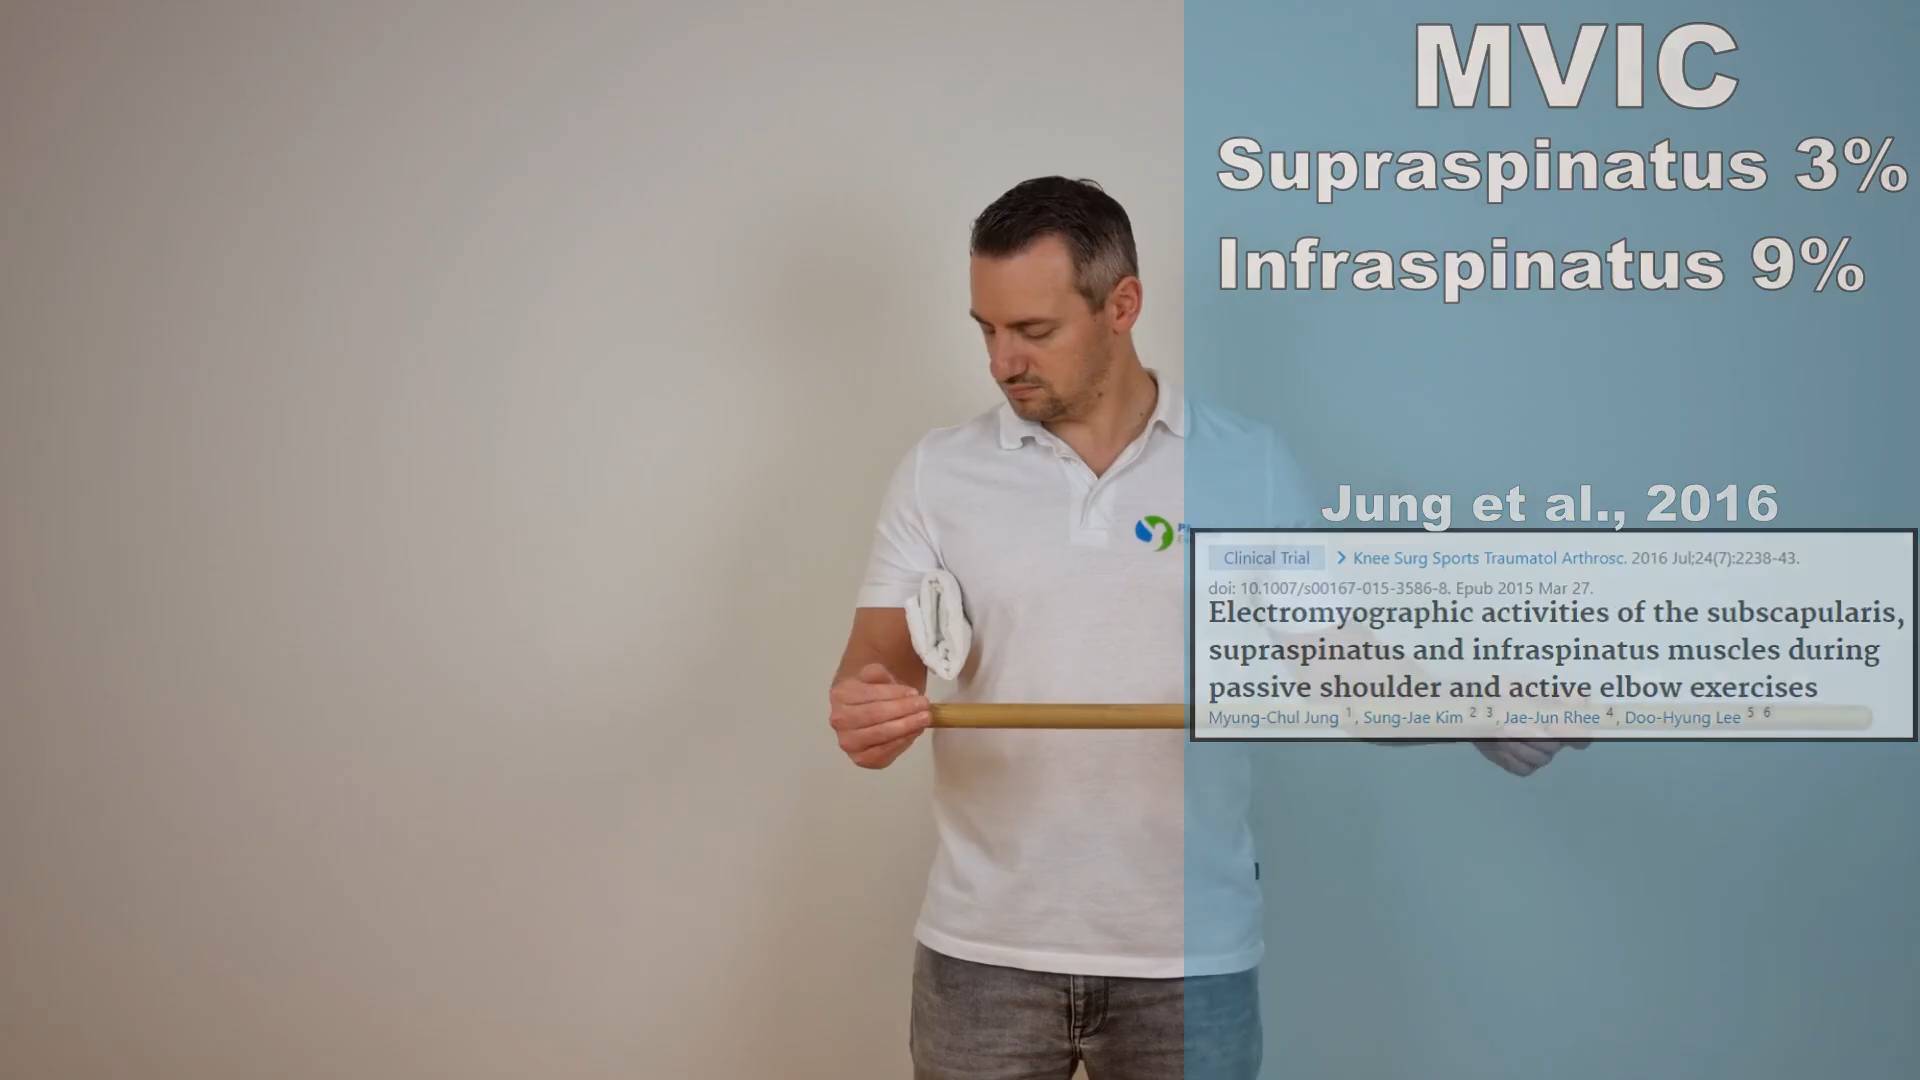 MVIC
Supraspinatus 3%
Infraspinatus 9%
Jung et al., 2016
Clinical Trial > Knee Surg Sports Traumatol Arthrosc. 2016 Jul;24(7):2238-43.
doi: 10.1007/s00167-015-3586-8. Epub 2015 Mar 27.
Electromyographic activities of the subscapularis,
supraspinatus and infraspinatus muscles during
passive shoulder and active elbow exercises
Myung-Chul Jung 1, Sung-Jae Kim 2 3, Jae-Jun Rhee 4, Doo-Hyung Lee 5 6